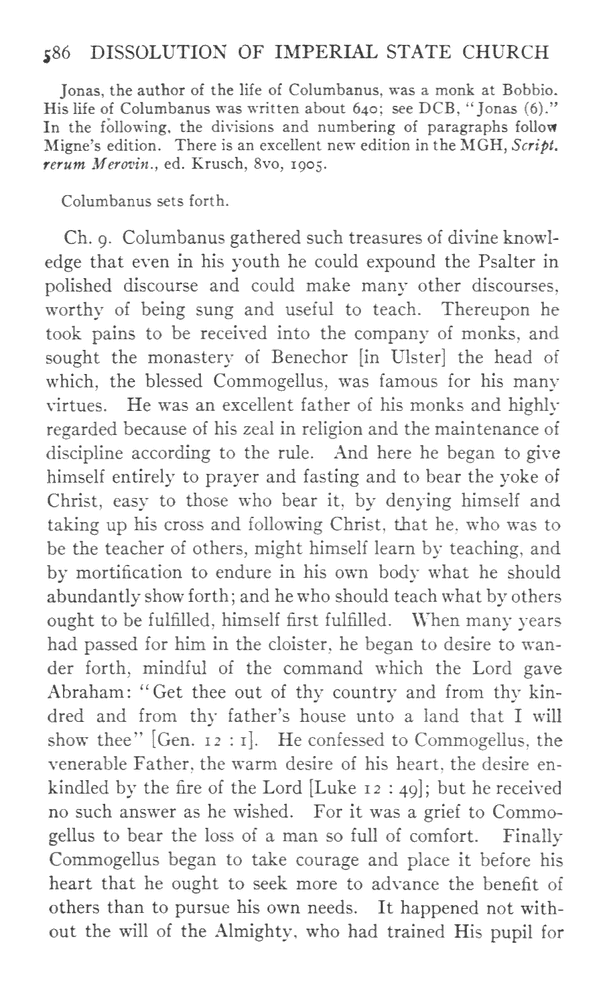 586 DISSOLUTION OF IMPERIAL STATE CHURCH
Jonas, the author of the life of Columbanus, was a monk at Bobbio.
His life of Columbanus was written about 640; see DCB, "Jonas (6)."
In the following, the divisions and numbering of paragraphs follow
Migne's edition. There is an excellent new edition in the MGH, Script.
rerum Merovin., ed. Krusch, 8vo, 1905.
Columbanus sets forth.
Ch. 9. Columbanus gathered such treasures of divine knowl-
edge that even in his youth he could expound the Psalter in
polished discourse and could make many other discourses,
worthy of being sung and useful to teach. Thereupon he
took pains to be received into the company of monks, and
sought the monastery of Benechor [in Ulster] the head of
which, the blessed Commogellus, was famous for his many
virtues. He was an excellent father of his monks and highly
regarded because of his zeal in religion and the maintenance of
discipline according to the rule. And here he began to give
himself entirely to prayer and fasting and to bear the yoke of
Christ, easy to those who bear it, by denying himself and
taking up his cross and following Christ, that he, who was to
be the teacher of others, might himself learn by teaching, and
by mortification to endure in his own body what he should
abundantly show forth; and he who should teach what by others
ought to be fulfilled, himself first fulfilled. When many years
had passed for him in the cloister, he began to desire to wan-
der forth, mindful of the command which the Lord gave
Abraham: "Get thee out of thy country and from thy kin-
dred and from thy father's house unto a land that I will
show thee" [Gen. 12 : 1]. He confessed to Commogellus, the
venerable Father, the warm desire of his heart, the desire en-
kindled by the fire of the Lord [Luke 12 : 49]; but he received
no such answer as he wished. For it was a grief to Commo-
gellus to bear the loss of a man so full of comfort. Finally
Commogellus began to take courage and place it before his
heart that he ought to seek more to advance the benefit of
others than to pursue his own needs. It happened not with-
out the will of the Almighty, who had trained His pupil for